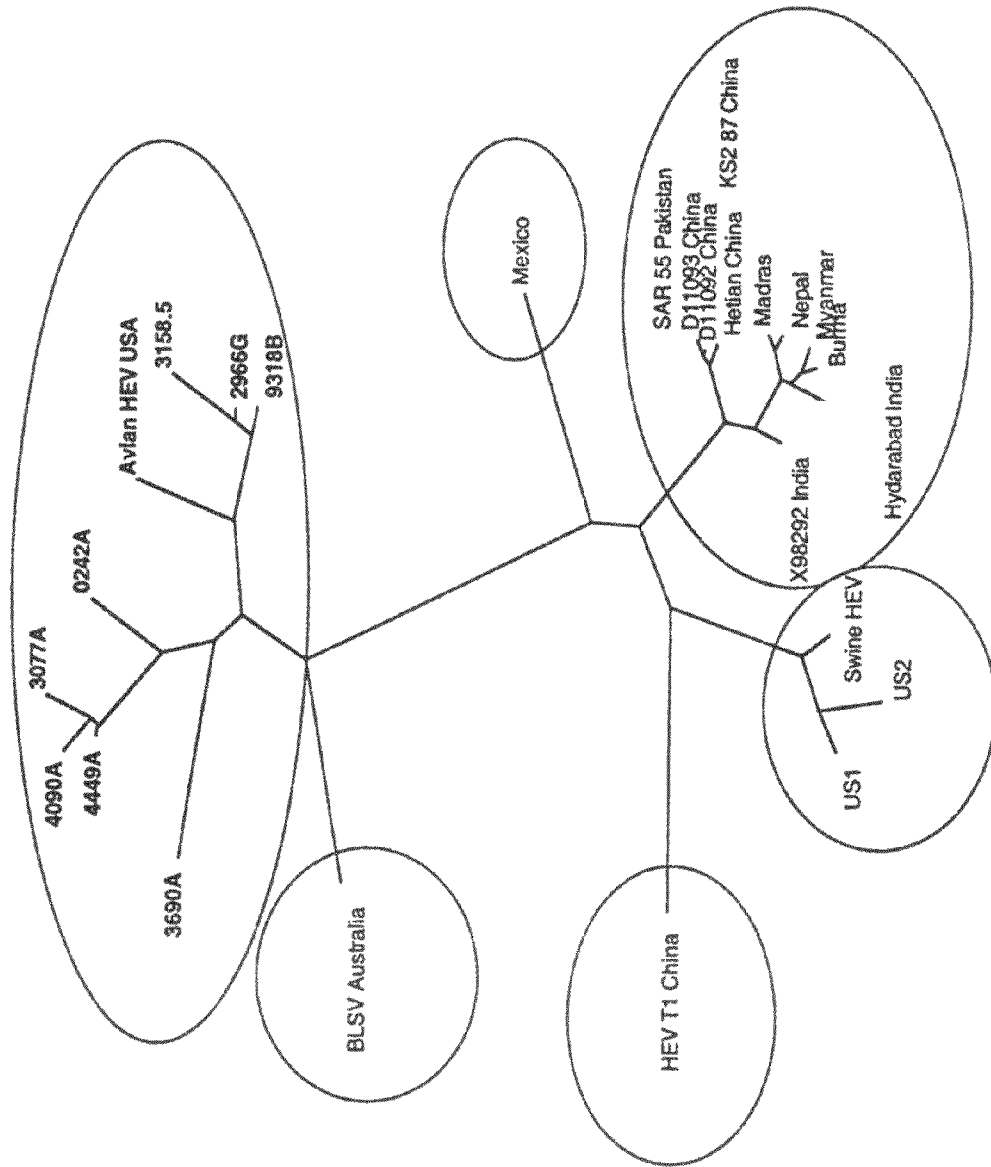 4090A
3077A
4449A
0242A
3690A
Avian HEV USA
3158.5
2966G
9318B
BLSV Australia
Mexico
HEV T1 China
SAR 55 Pakistan
D11093 China
D11092 China
Hetian China
KS2 87 China
Madras
Nepal
Myanmar
Burma
X98292 India
Hydarabad India
Swine HEV
US1
US2